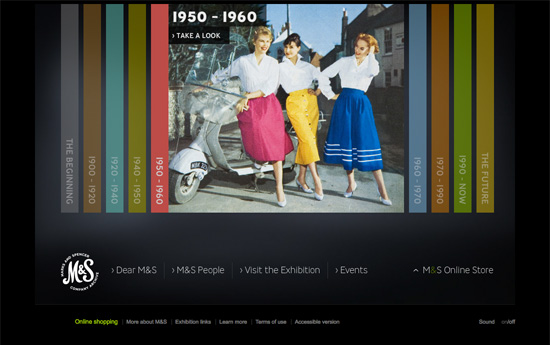 1950 - 1960
› TAKE A LOOK
THE BEGINNING
1900 - 1920
1920 - 1940
1940 - 1950
1950 - 1960
1960 - 1970
1970 - 1990
1990 - NOW
THE FUTURE
MARKS AND SPENCER
M&S
COMPANY ARCHIVE
› Dear M&S
› M&S People
› Visit the Exhibition
› Events
M&S Online Store
Online shopping
More about M&S
Exhibition links
Learn more
Terms of use
Accessible version
Sound on/off